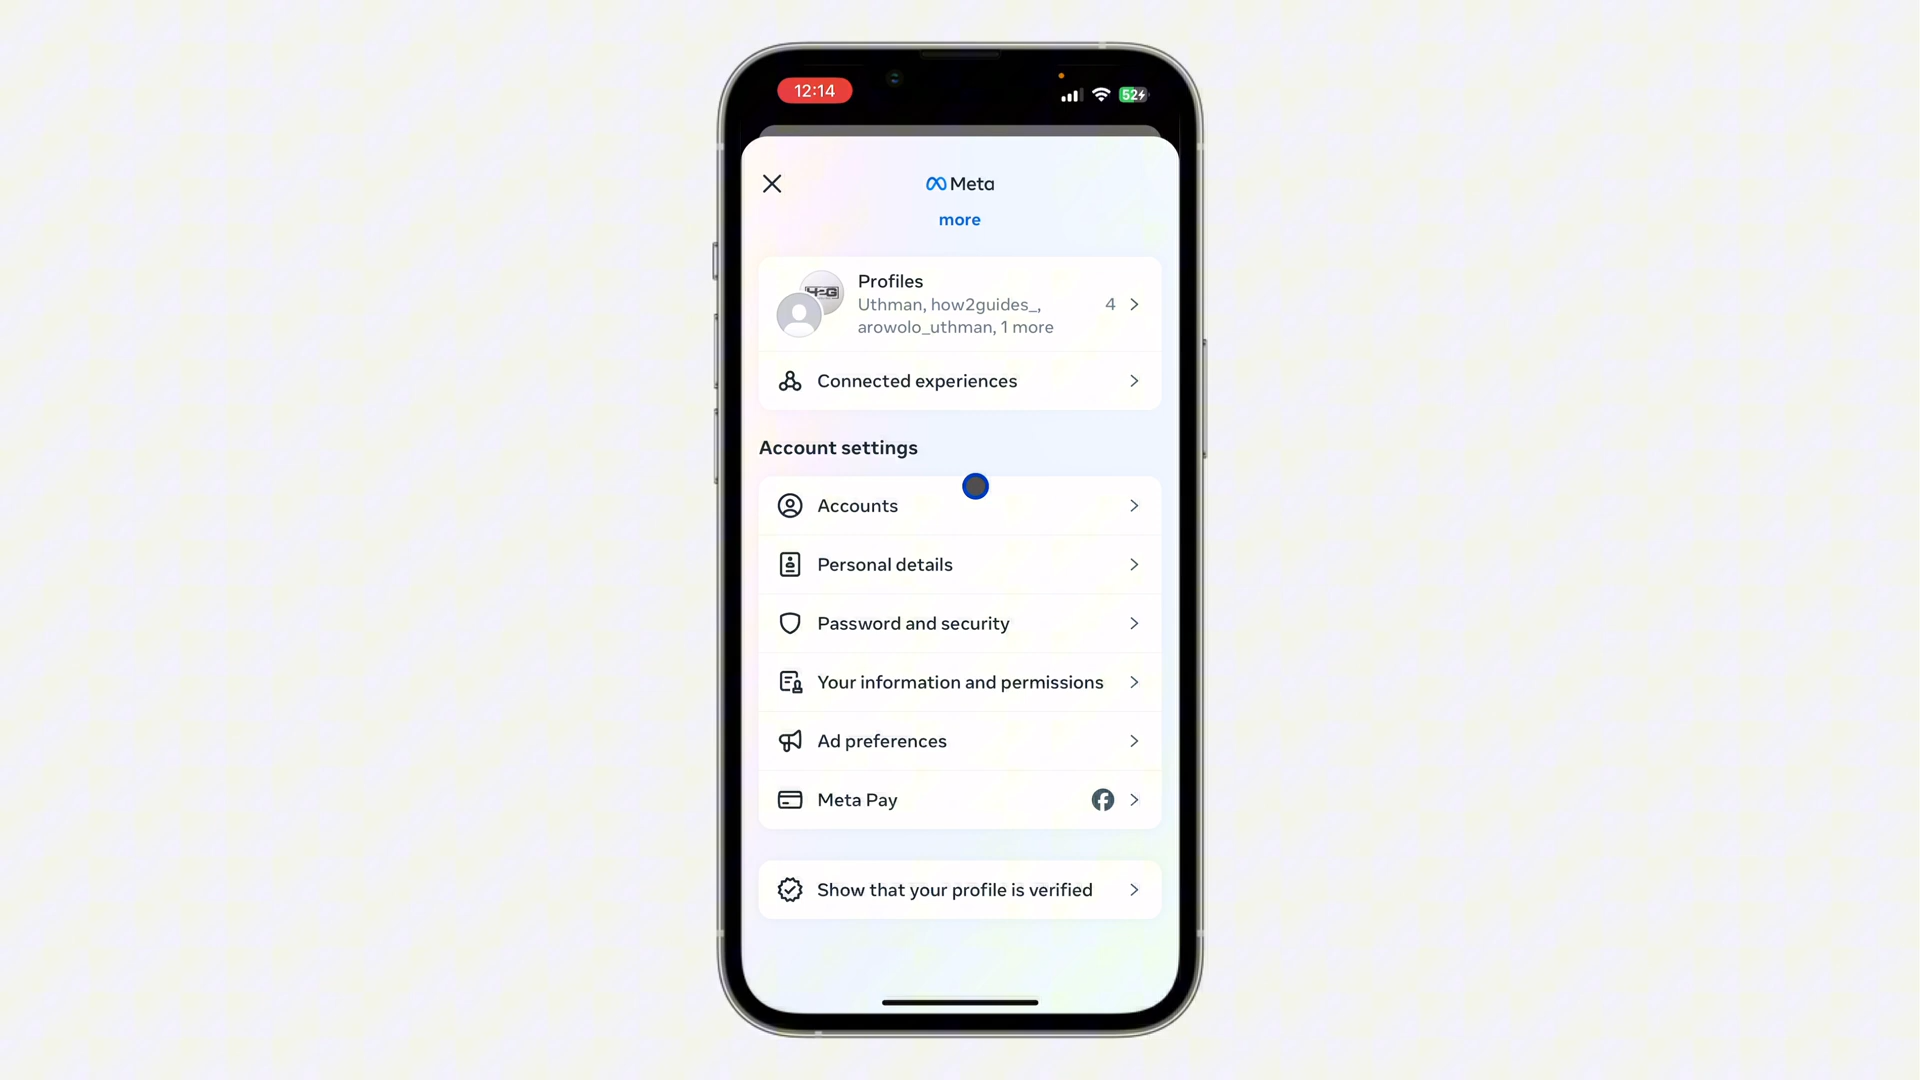 12:14
52
Meta
more
Profiles
Uthman, how2guides_,
arowolo_uthman, 1 more
4
Connected experiences
Account settings
Accounts
Personal details
Password and security
Your information and permissions
Ad preferences
Meta Pay
Show that your profile is verified